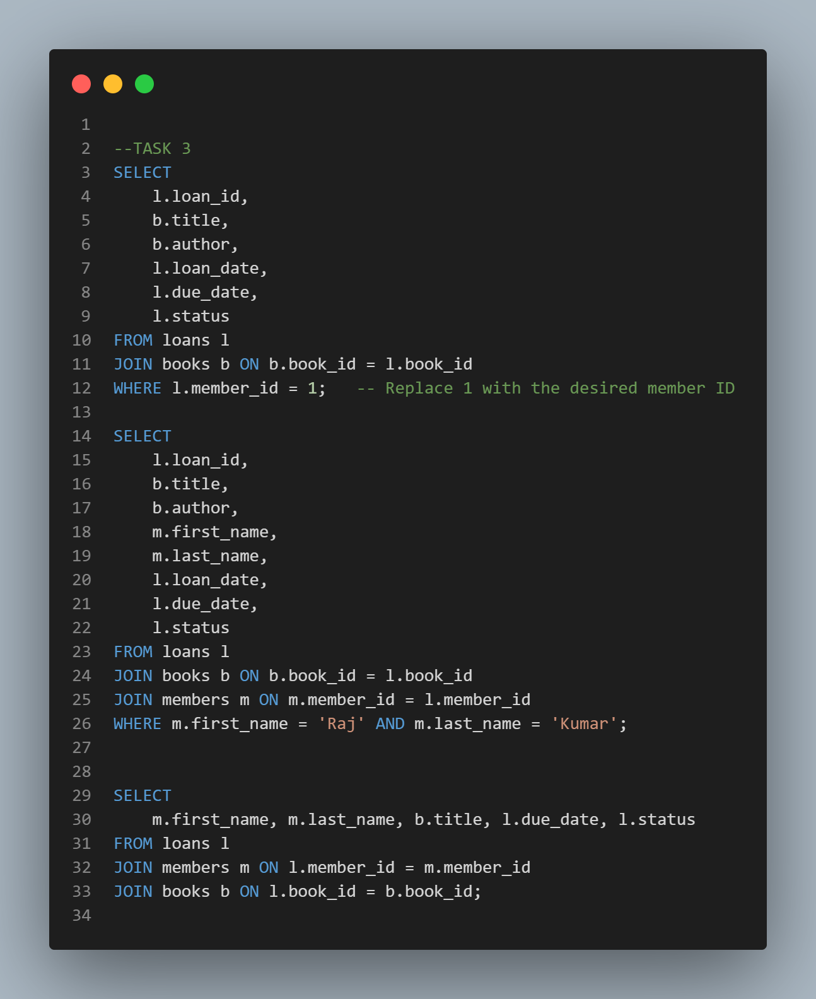 1
2 --TASK 3
3 SELECT
4     l.loan_id,
5     b.title,
6     b.author,
7     l.loan_date,
8     l.due_date,
9     l.status
10 FROM loans l
11 JOIN books b ON b.book_id = l.book_id
12 WHERE l.member_id = 1;   -- Replace 1 with the desired member ID
13
14 SELECT
15     l.loan_id,
16     b.title,
17     b.author,
18     m.first_name,
19     m.last_name,
20     l.loan_date,
21     l.due_date,
22     l.status
23 FROM loans l
24 JOIN books b ON b.book_id = l.book_id
25 JOIN members m ON m.member_id = l.member_id
26 WHERE m.first_name = 'Raj' AND m.last_name = 'Kumar';
27
28
29 SELECT
30     m.first_name, m.last_name, b.title, l.due_date, l.status
31 FROM loans l
32 JOIN members m ON l.member_id = m.member_id
33 JOIN books b ON l.book_id = b.book_id;
34